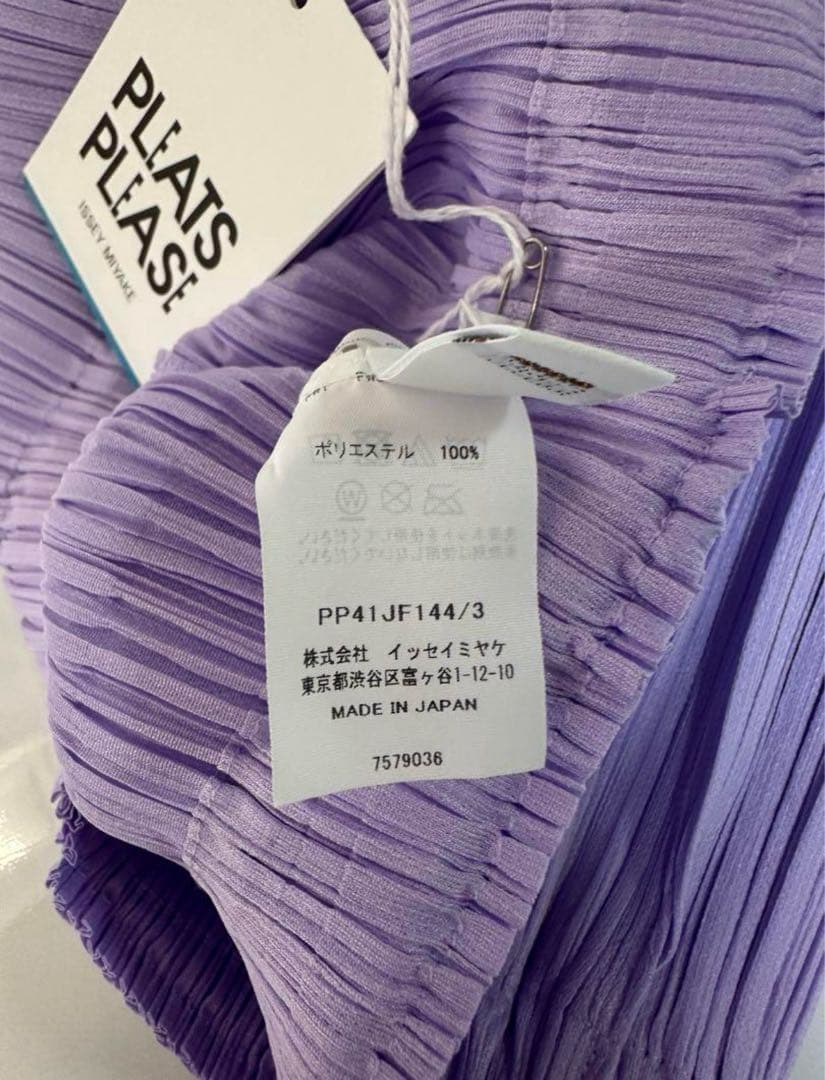 PLEATS
PLEASE
ISSEY MIYAKE
ポリエステル 100%
PP41JF144/3
株式会社 イッセイミヤケ
東京都渋谷区富ヶ谷1-12-10
MADE IN JAPAN
7579036